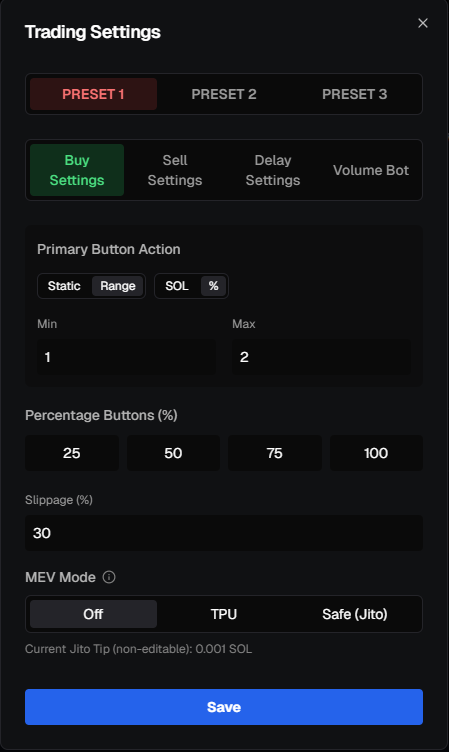 Trading Settings
PRESET 1 PRESET 2 PRESET 3
Buy Settings Sell Settings Delay Settings Volume Bot
Primary Button Action
Static Range SOL %
Min Max
1 2
Percentage Buttons (%)
25 50 75 100
Slippage (%)
30
MEV Mode
Off TPU Safe (Jito)
Current Jito Tip (non-editable): 0.001 SOL
Save